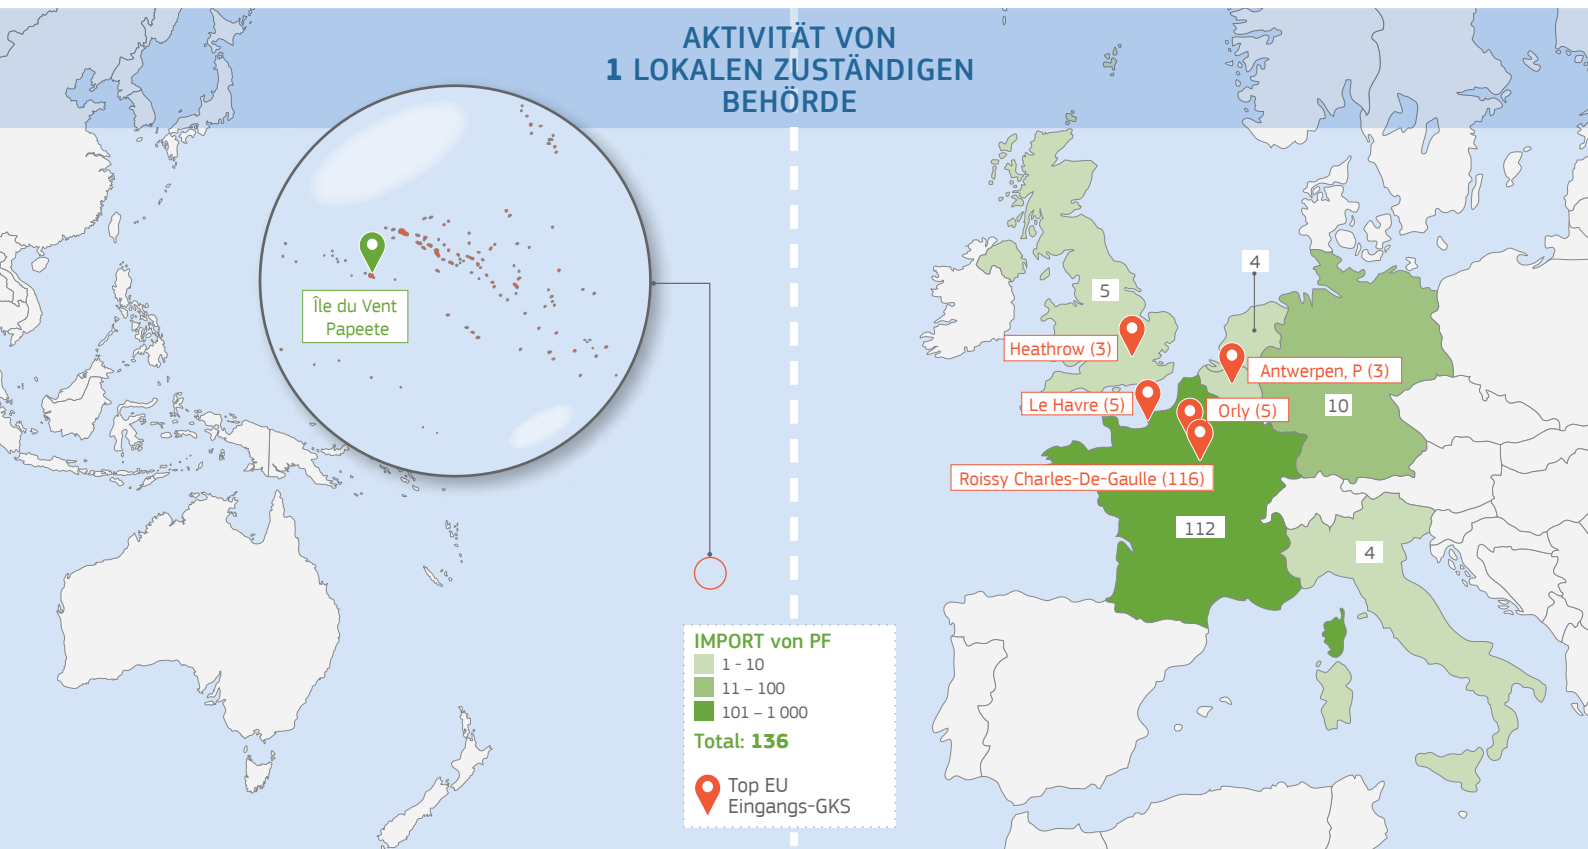 AKTIVITÄT VON
1 LOKALEN ZUSTÄNDIGEN
BEHÖRDE
Île du Vent
Papeete
4
5
Heathrow (3)
Antwerpen, P (3)
Le Havre (5)
Orly (5)
10
Roissy Charles-De-Gaulle (116)
112
4
IMPORT von PF
1 - 10
11 – 100
101 – 1 000
Total: 136
Top EU
Eingangs-GKS